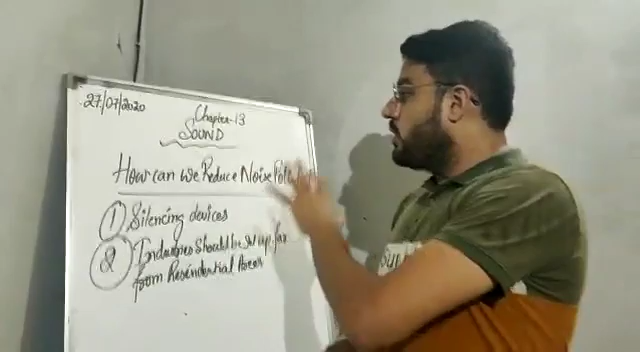 27/07/2020
Chapter-13
SOUND
How can we Reduce Noise
① Silencing devices
② Industries should be set up far
from Residential Areas